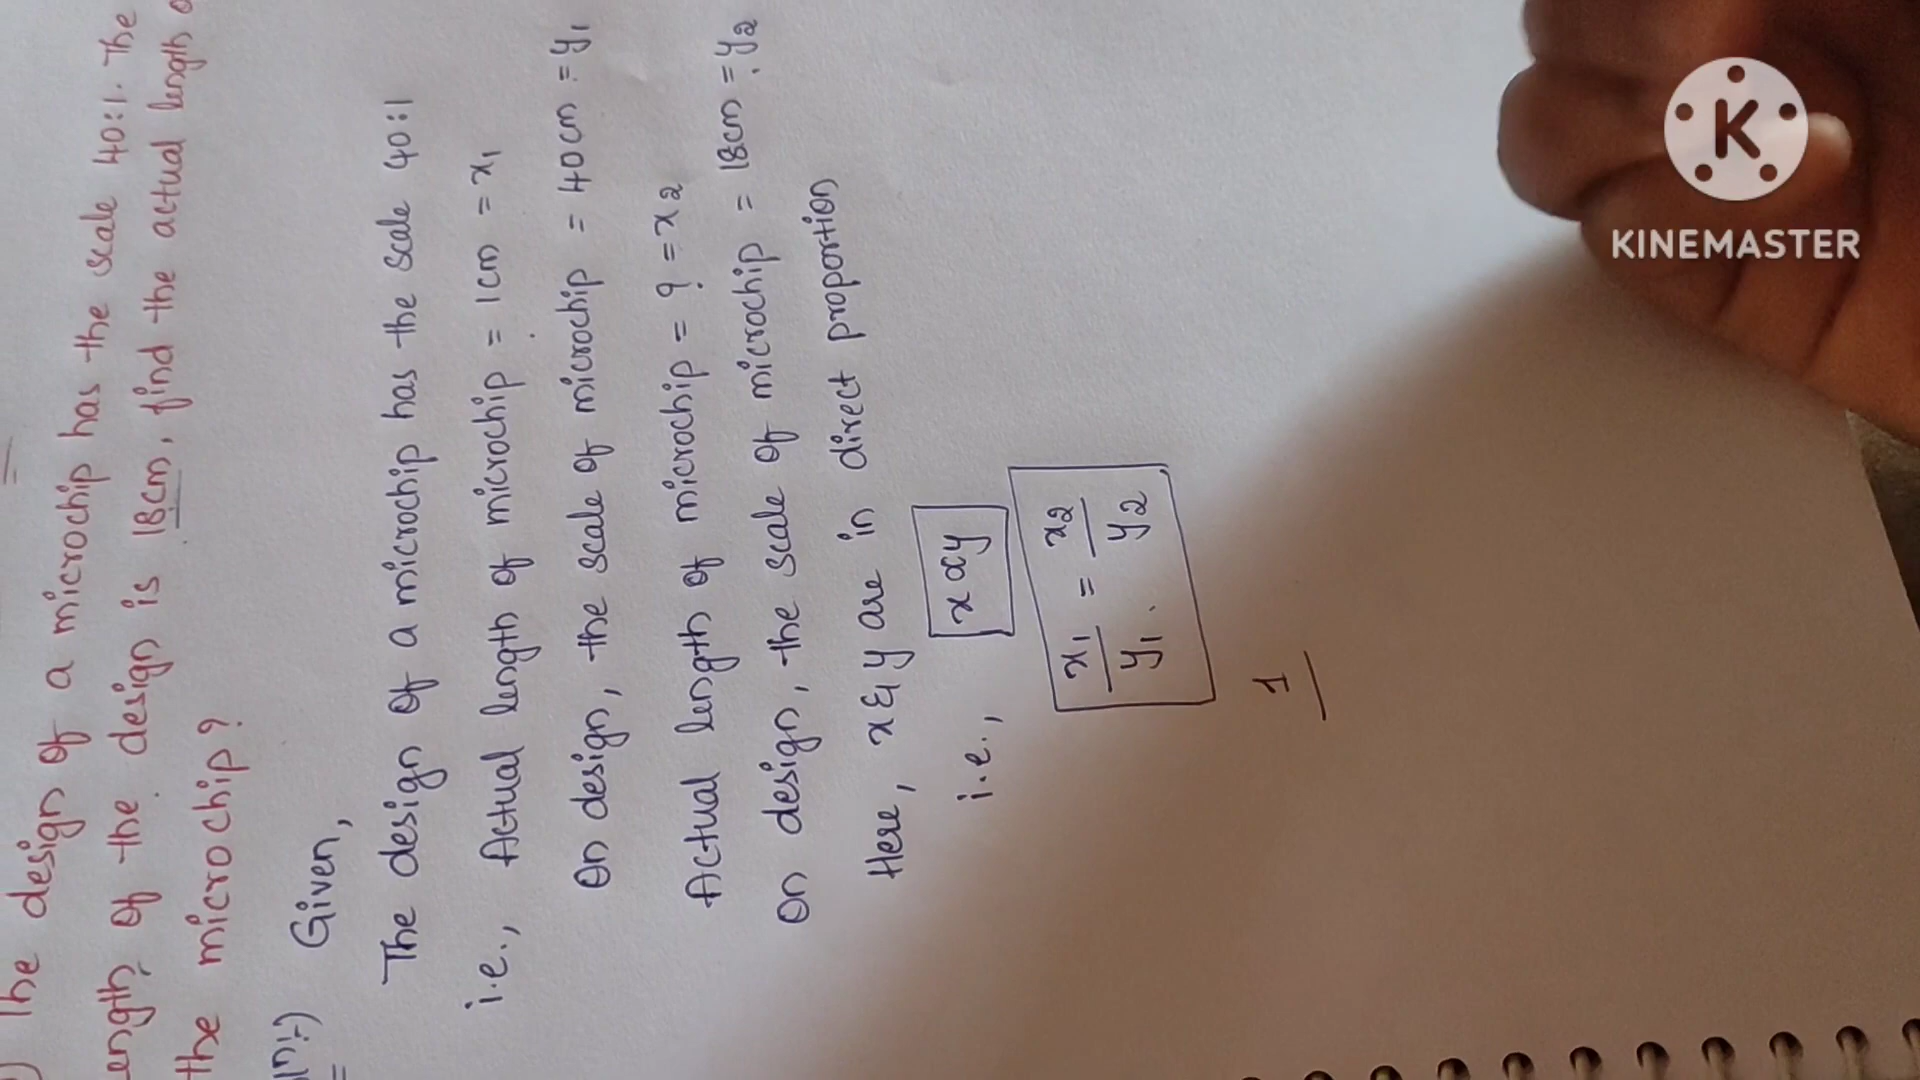 The design of a microchip has the scale 40:1. The
length of the design is 18cm, find the actual length
the microchip?
Given,
The design of a microchip has the scale 40:1
i.e., Actual length of microchip = 1cm = x₁
On design, the scale of microchip = 40cm = y₁
Actual length of microchip = ? = x₂
On design, the scale of microchip = 18cm = y₂
Here, x & y are in direct proportion
i.e., x ∝ y
x₁/y₁ = x₂/y₂
1
KINEMASTER